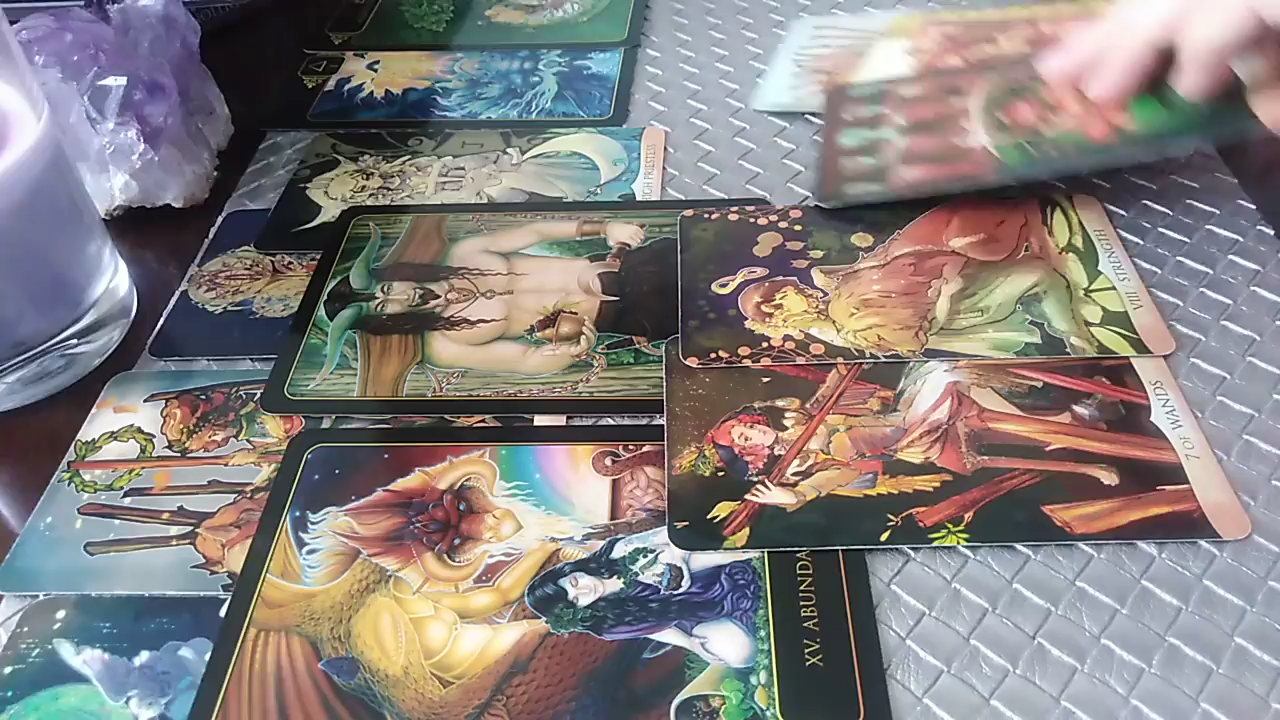 HIGH PRIESTESS
VIII STRENGTH
7 OF WANDS
XV. ABUNDA